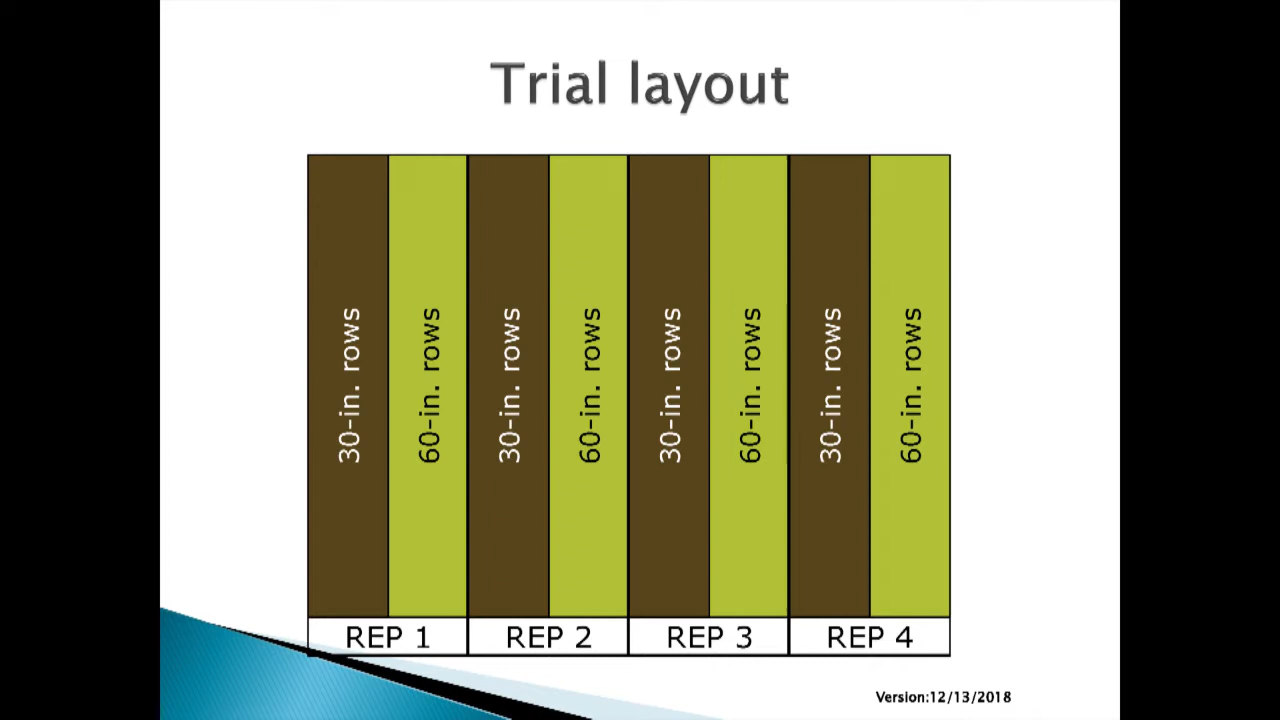 Trial layout
30-in. rows
60-in. rows
30-in. rows
60-in. rows
30-in. rows
60-in. rows
30-in. rows
60-in. rows
REP 1
REP 2
REP 3
REP 4
Version:12/13/2018